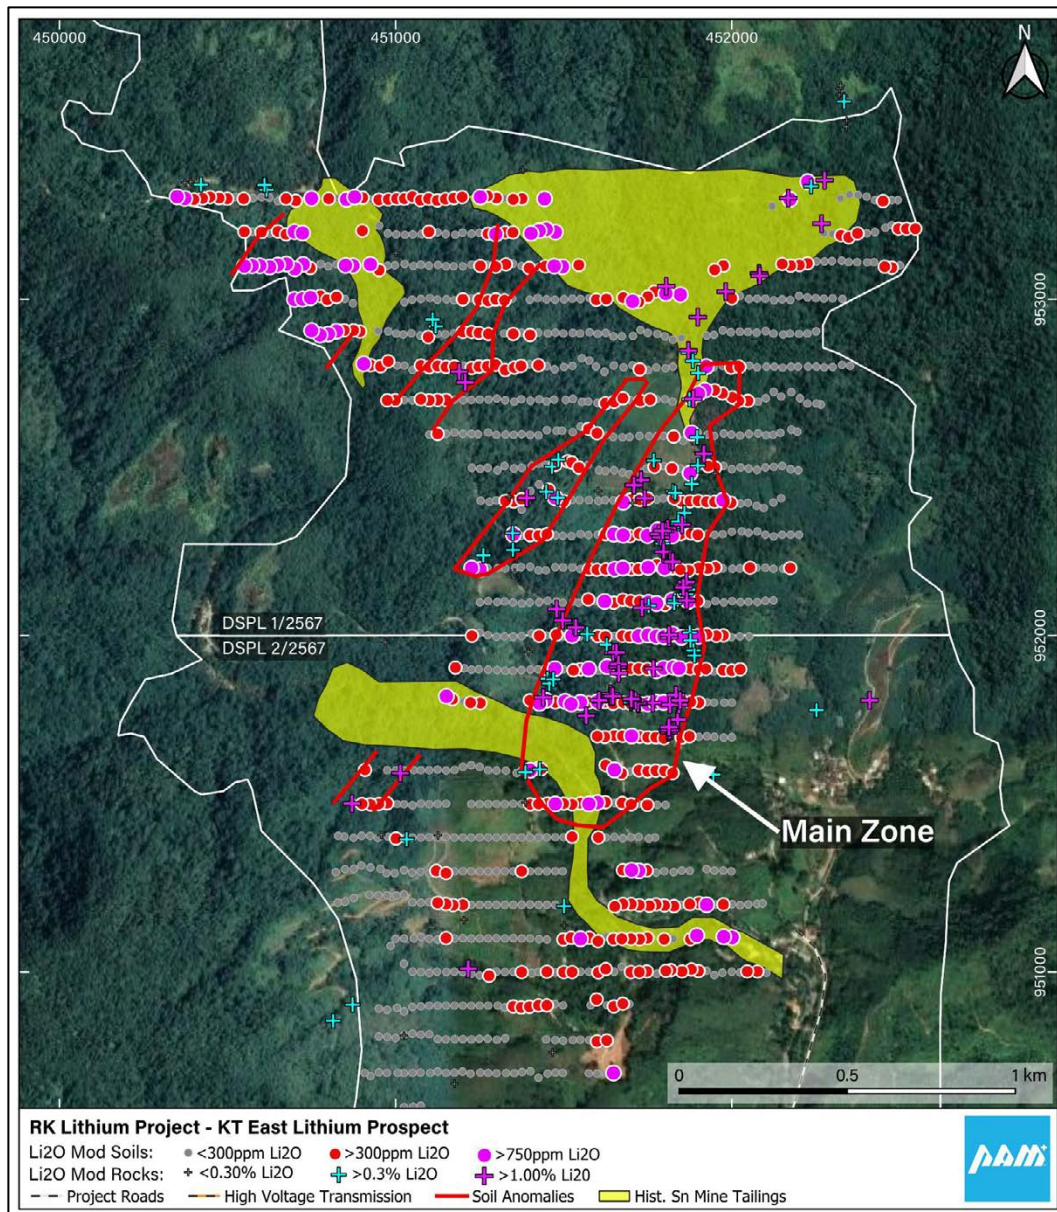 450000 451000 452000 N
953000
DSPL 1/2567
DSPL 2/2567
952000
Main Zone
951000
0 0.5 1 km
RK Lithium Project - KT East Lithium Prospect
Li2O Mod Soils: <300ppm Li2O >300ppm Li2O >750ppm Li2O
Li2O Mod Rocks: <0.30% Li2O >0.3% Li2O >1.00% Li20
Project Roads High Voltage Transmission Soil Anomalies Hist. Sn Mine Tailings
PAM